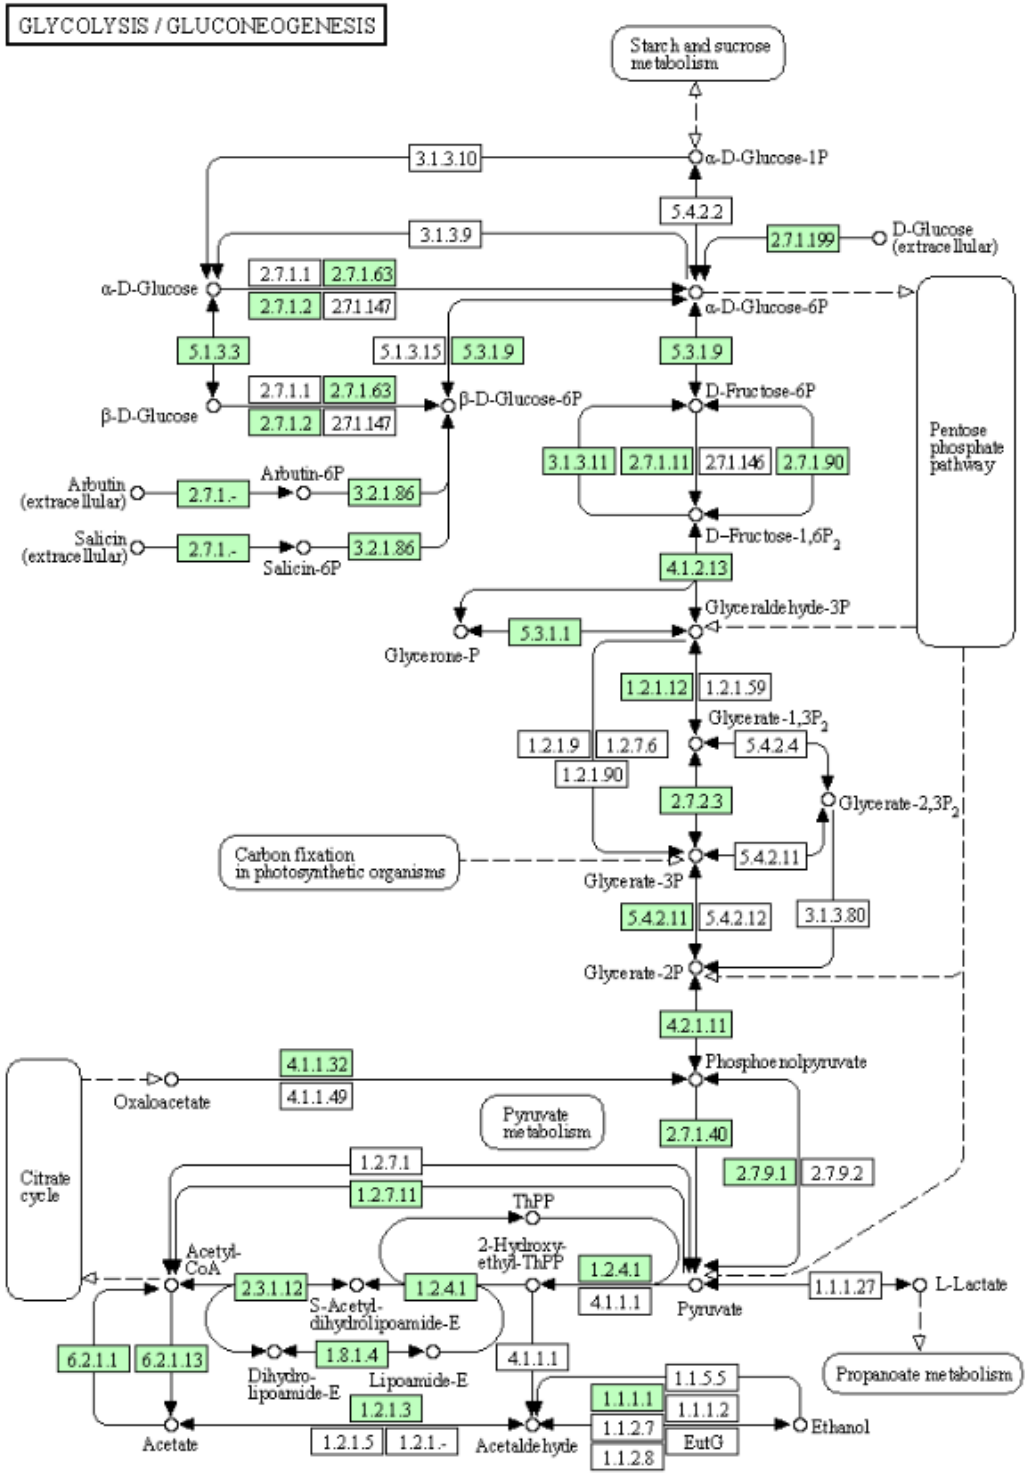 GLYCOLYSIS / GLUCONEOGENESIS
Starch and sucrose
metabolism
3.1.3.10
α-D-Glucose-1P
5.4.2.2
3.1.3.9
2.7.1.199
D-Glucose
(extracellular)
2.7.1.1
2.7.1.63
α-D-Glucose
2.7.1.2
2.7.1.147
α-D-Glucose-6P
5.1.3.3
5.1.3.15
5.3.1.9
5.3.1.9
2.7.1.1
2.7.1.63
β-D-Glucose
2.7.1.2
2.7.1.147
β-D-Glucose-6P
D-Fructose-6P
Pentose
phosphate
pathway
3.1.3.11
2.7.1.11
2.7.1.146
2.7.1.90
Arbutin
(extracellular)
2.7.1.-
Arbutin-6P
3.2.1.86
D-Fructose-1,6P2
Salicin
(extracellular)
2.7.1.-
Salicin-6P
3.2.1.86
4.1.2.13
Glyceraldehyde-3P
5.3.1.1
Glycerone-P
1.2.1.12
1.2.1.59
Glycerate-1,3P2
1.2.1.9
1.2.7.6
1.2.1.90
5.4.2.4
2.7.2.3
Glycerate-2,3P2
Carbon fixation
in photosynthetic organisms
5.4.2.11
Glycerate-3P
5.4.2.11
5.4.2.12
3.1.3.80
Glycerate-2P
4.2.1.11
Phosphoenolpyruvate
4.1.1.32
Oxaloacetate
4.1.1.49
Pyruvate
metabolism
2.7.1.40
Citrate
cycle
1.2.7.1
2.7.9.1
2.7.9.2
1.2.7.11
ThPP
Acetyl-
CoA
2-Hydroxy-
ethyl-ThPP
2.3.1.12
1.2.4.1
1.2.4.1
4.1.1.1
Pyruvate
1.1.1.27
L-Lactate
S-Acetyl-
dihydrolipoamide-E
6.2.1.1
6.2.1.13
1.8.1.4
4.1.1.1
Dihydro-
lipoamide-E
Lipoamide-E
Propanoate metabolism
1.2.1.3
1.1.1.1
1.1.5.5
1.1.1.2
Acetate
1.2.1.5
1.2.1.-
Acetaldehyde
1.1.2.7
EutG
1.1.2.8
Ethanol